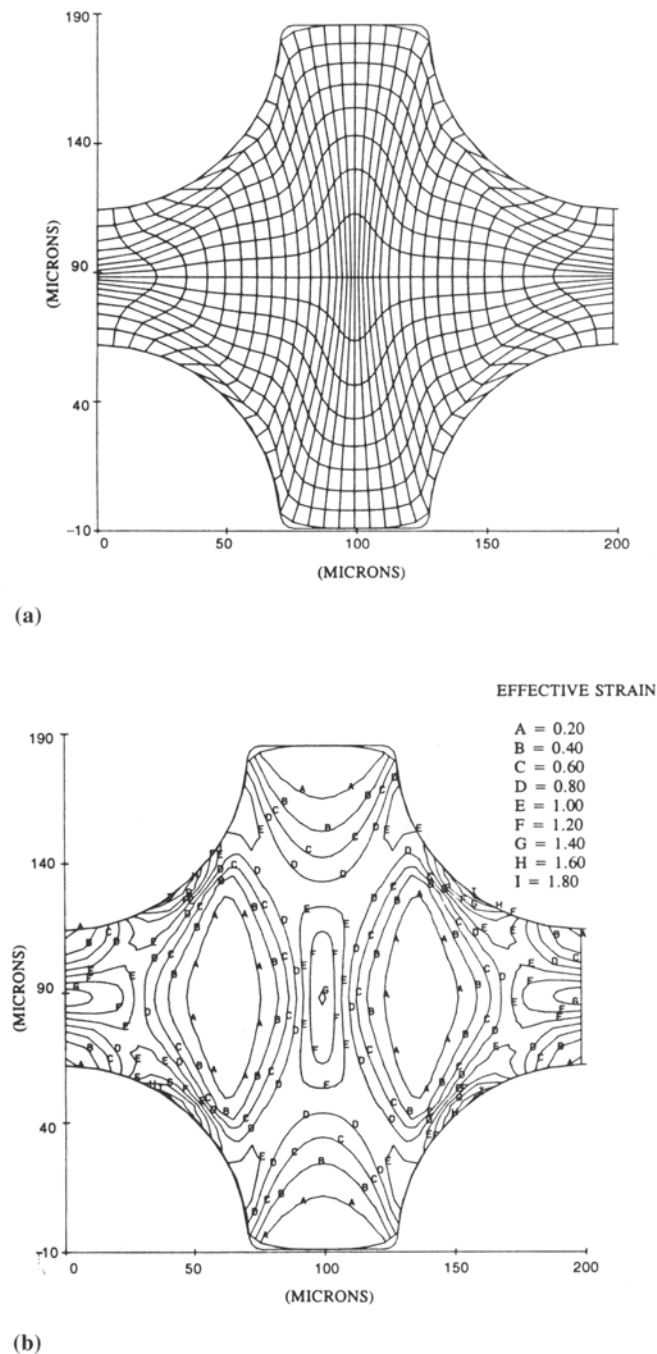 190
140
90
40
-10
(MICRONS)
0 50 100 150 200
(MICRONS)
(a)
EFFECTIVE STRAIN
A = 0.20
B = 0.40
C = 0.60
D = 0.80
E = 1.00
F = 1.20
G = 1.40
H = 1.60
I = 1.80
190
140
90
40
-10
(MICRONS)
0 50 100 150 200
(MICRONS)
(b)